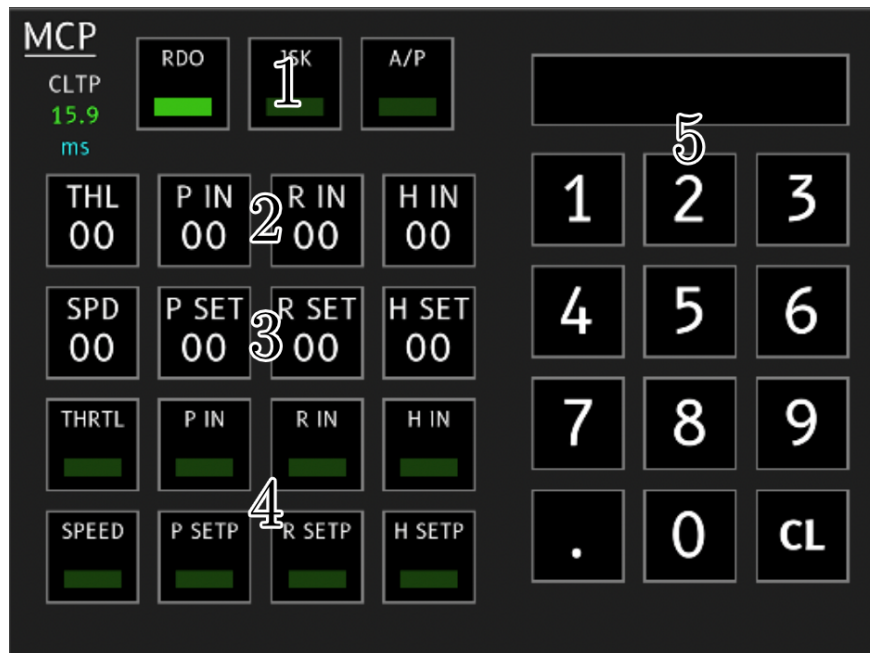 MCP
CLTP
15.9
ms
RDO JSK A/P
1
5
THL P IN R IN H IN
00 00 00 00
2
SPD P SET R SET H SET
00 00 00 00
3
THRTL P IN R IN H IN
4
SPEED P SETP R SETP H SETP
1 2 3
4 5 6
7 8 9
. 0 CL